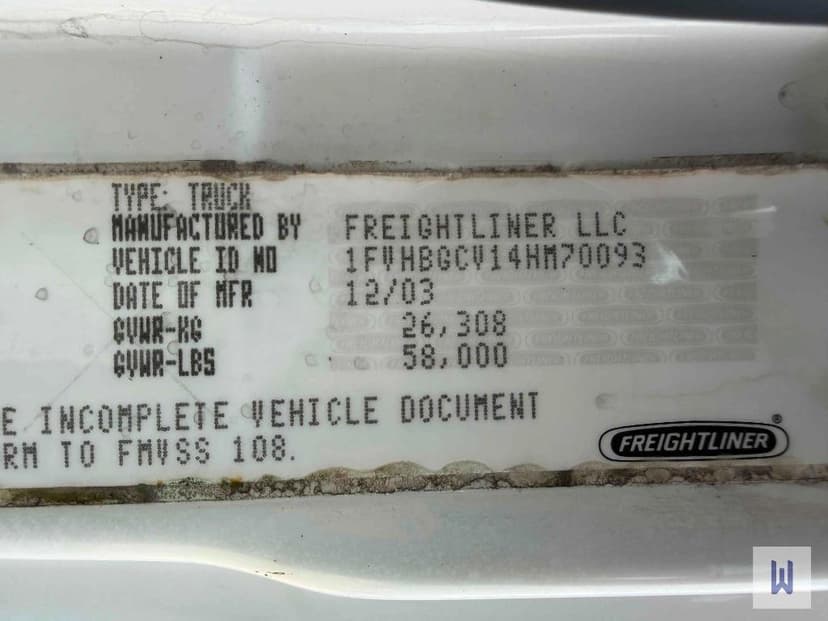 TYPE: TRUCK
MANUFACTURED BY FREIGHTLINER LLC
VEHICLE ID NO 1FVHBGCV14HM70093
DATE OF MFR 12/03
GVWR-KG 26,308
GVWR-LBS 58,000
E INCOMPLETE VEHICLE DOCUMENT
RM TO FMVSS 108.
FREIGHTLINER®
W